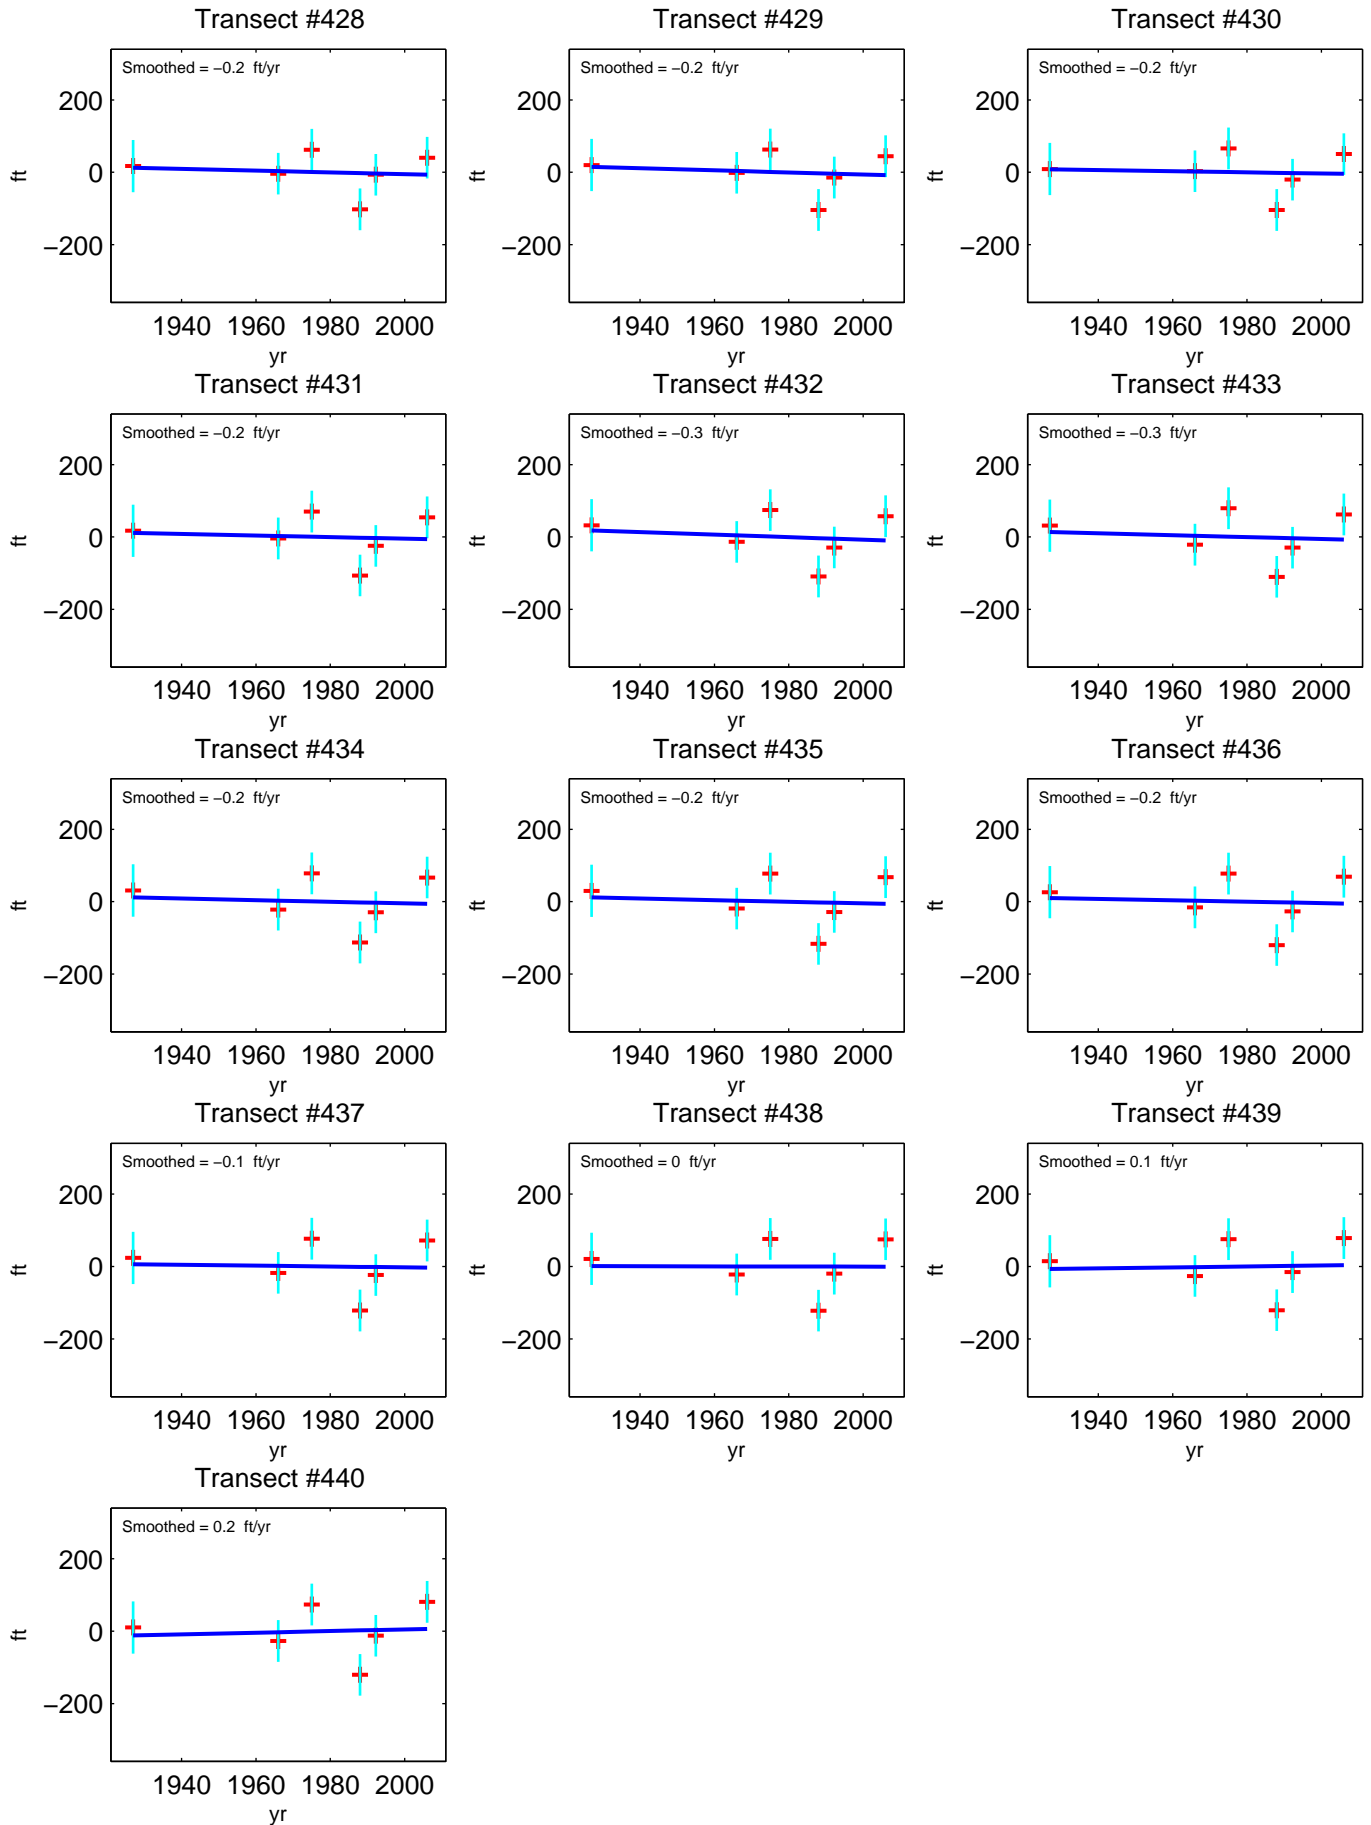 Transect #428
Smoothed = −0.2 ft/yr
200
0
−200
ft
1940 1960 1980 2000
yr
Transect #429
Smoothed = −0.2 ft/yr
200
0
−200
ft
1940 1960 1980 2000
yr
Transect #430
Smoothed = −0.2 ft/yr
200
0
−200
ft
1940 1960 1980 2000
yr
Transect #431
Smoothed = −0.2 ft/yr
200
0
−200
ft
1940 1960 1980 2000
yr
Transect #432
Smoothed = −0.3 ft/yr
200
0
−200
ft
1940 1960 1980 2000
yr
Transect #433
Smoothed = −0.3 ft/yr
200
0
−200
ft
1940 1960 1980 2000
yr
Transect #434
Smoothed = −0.2 ft/yr
200
0
−200
ft
1940 1960 1980 2000
yr
Transect #435
Smoothed = −0.2 ft/yr
200
0
−200
ft
1940 1960 1980 2000
yr
Transect #436
Smoothed = −0.2 ft/yr
200
0
−200
ft
1940 1960 1980 2000
yr
Transect #437
Smoothed = −0.1 ft/yr
200
0
−200
ft
1940 1960 1980 2000
yr
Transect #438
Smoothed = 0 ft/yr
200
0
−200
ft
1940 1960 1980 2000
yr
Transect #439
Smoothed = 0.1 ft/yr
200
0
−200
ft
1940 1960 1980 2000
yr
Transect #440
Smoothed = 0.2 ft/yr
200
0
−200
ft
1940 1960 1980 2000
yr